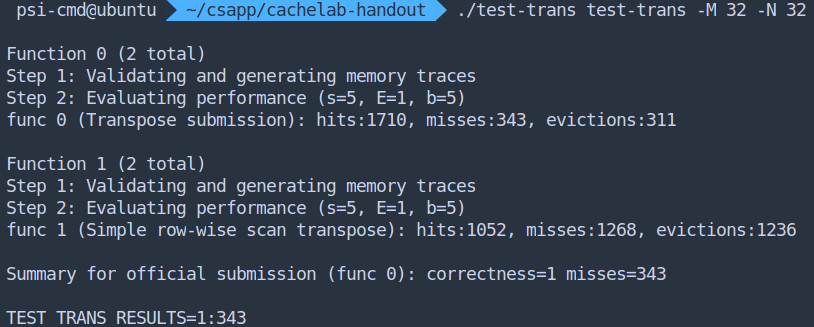 psi-cmd@ubuntu ~/csapp/cachelab-handout ./test-trans test-trans -M 32 -N 32
Function 0 (2 total)
Step 1: Validating and generating memory traces
Step 2: Evaluating performance (s=5, E=1, b=5)
func 0 (Transpose submission): hits:1710, misses:343, evictions:311
Function 1 (2 total)
Step 1: Validating and generating memory traces
Step 2: Evaluating performance (s=5, E=1, b=5)
func 1 (Simple row-wise scan transpose): hits:1052, misses:1268, evictions:1236
Summary for official submission (func 0): correctness=1 misses=343
TEST_TRANS_RESULTS=1:343